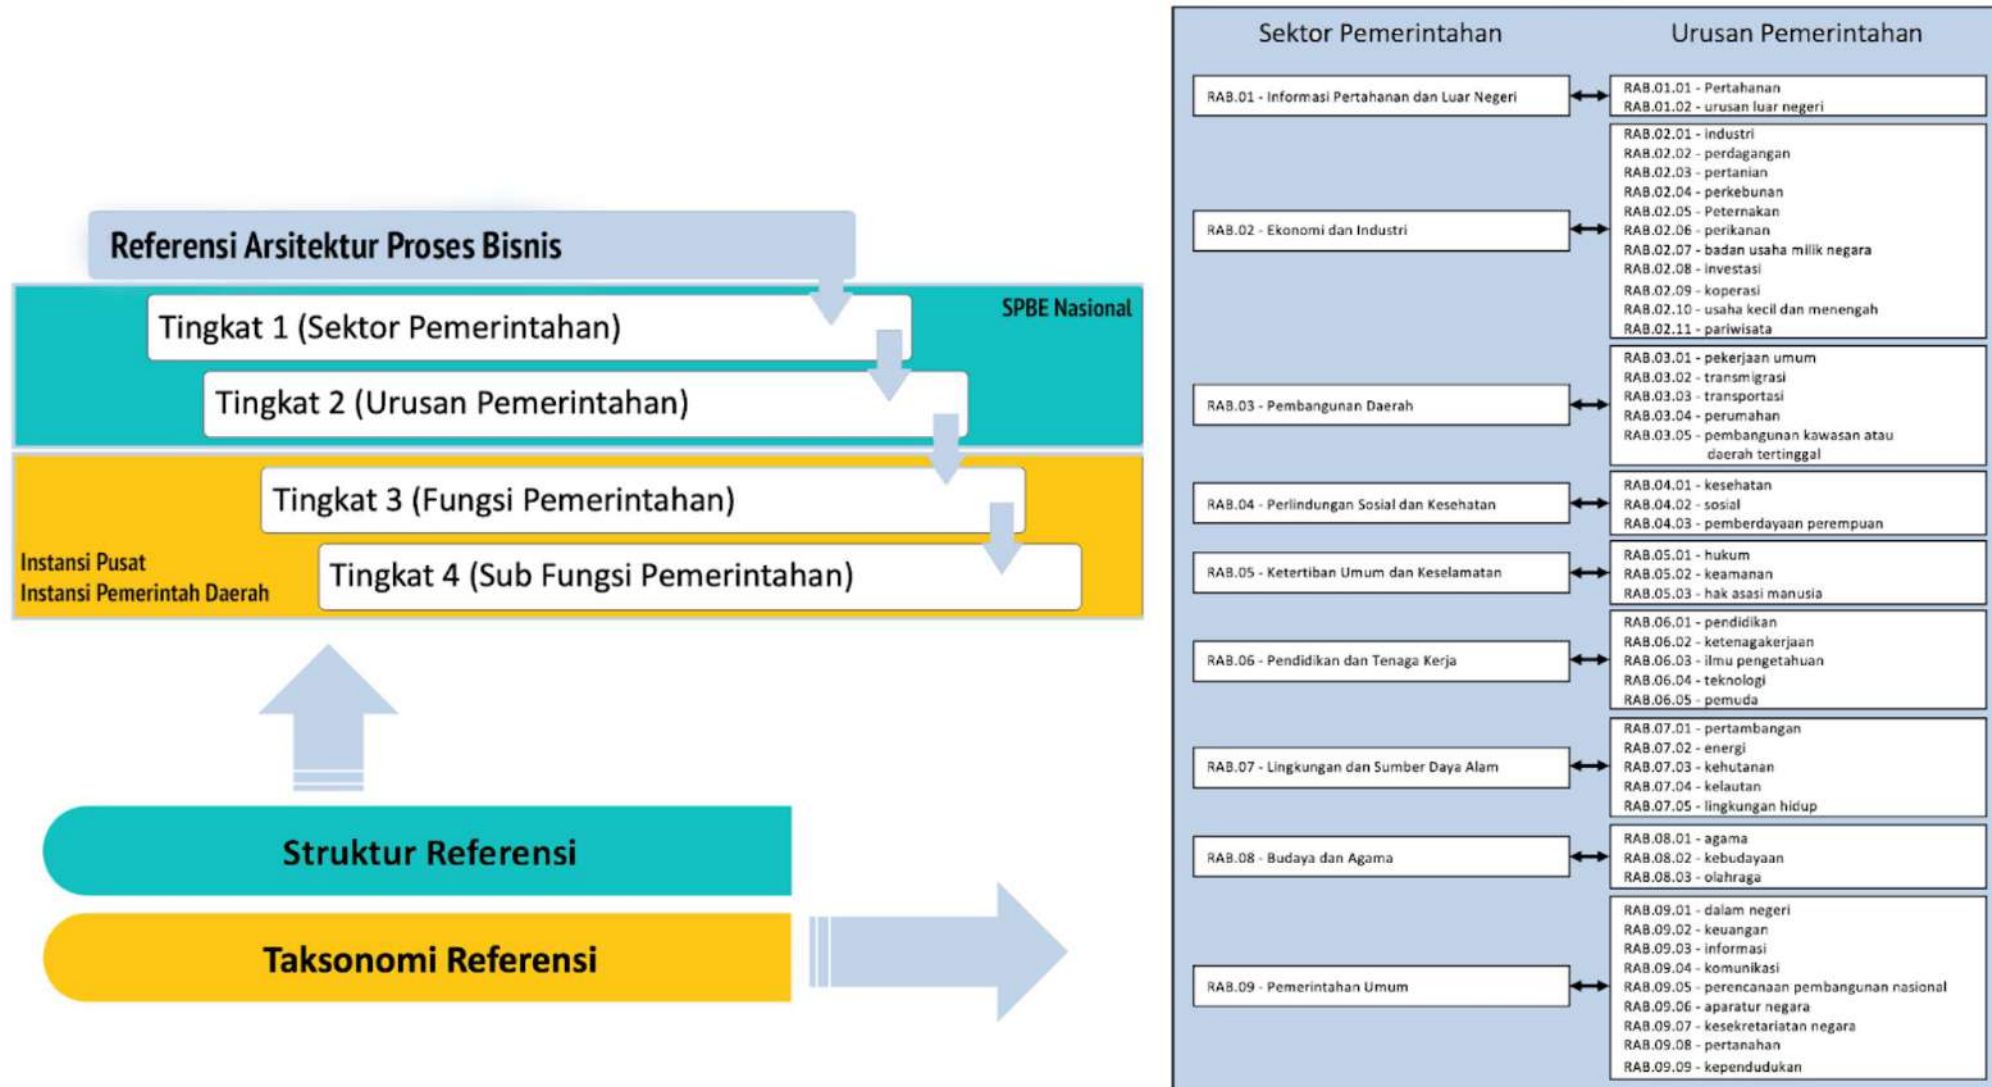 Referensi Arsitektur Proses Bisnis
SPBE Nasional
Tingkat 1 (Sektor Pemerintahan)
Tingkat 2 (Urusan Pemerintahan)
Tingkat 3 (Fungsi Pemerintahan)
Tingkat 4 (Sub Fungsi Pemerintahan)
Instansi Pusat
Instansi Pemerintah Daerah
Struktur Referensi
Taksonomi Referensi
Sektor Pemerintahan
Urusan Pemerintahan
RAB.01 - Informasi Pertahanan dan Luar Negeri
RAB.01.01 - Pertahanan
RAB.01.02 - urusan luar negeri
RAB.02 - Ekonomi dan Industri
RAB.02.01 - industri
RAB.02.02 - perdagangan
RAB.02.03 - pertanian
RAB.02.04 - perkebunan
RAB.02.05 - Peternakan
RAB.02.06 - perikanan
RAB.02.07 - badan usaha milik negara
RAB.02.08 - investasi
RAB.02.09 - koperasi
RAB.02.10 - usaha kecil dan menengah
RAB.02.11 - pariwisata
RAB.03 - Pembangunan Daerah
RAB.03.01 - pekerjaan umum
RAB.03.02 - transmigrasi
RAB.03.03 - transportasi
RAB.03.04 - perumahan
RAB.03.05 - pembangunan kawasan atau
daerah tertinggal
RAB.04 - Perlindungan Sosial dan Kesehatan
RAB.04.01 - kesehatan
RAB.04.02 - sosial
RAB.04.03 - pemberdayaan perempuan
RAB.05 - Ketertiban Umum dan Keselamatan
RAB.05.01 - hukum
RAB.05.02 - keamanan
RAB.05.03 - hak asasi manusia
RAB.06 - Pendidikan dan Tenaga Kerja
RAB.06.01 - pendidikan
RAB.06.02 - ketenagakerjaan
RAB.06.03 - ilmu pengetahuan
RAB.06.04 - teknologi
RAB.06.05 - pemuda
RAB.07 - Lingkungan dan Sumber Daya Alam
RAB.07.01 - pertambangan
RAB.07.02 - energi
RAB.07.03 - kehutanan
RAB.07.04 - kelautan
RAB.07.05 - lingkungan hidup
RAB.08 - Budaya dan Agama
RAB.08.01 - agama
RAB.08.02 - kebudayaan
RAB.08.03 - olahraga
RAB.09 - Pemerintahan Umum
RAB.09.01 - dalam negeri
RAB.09.02 - keuangan
RAB.09.03 - informasi
RAB.09.04 - komunikasi
RAB.09.05 - perencanaan pembangunan nasional
RAB.09.06 - aparatur negara
RAB.09.07 - kesekretariatan negara
RAB.09.08 - pertanahan
RAB.09.09 - kependudukan